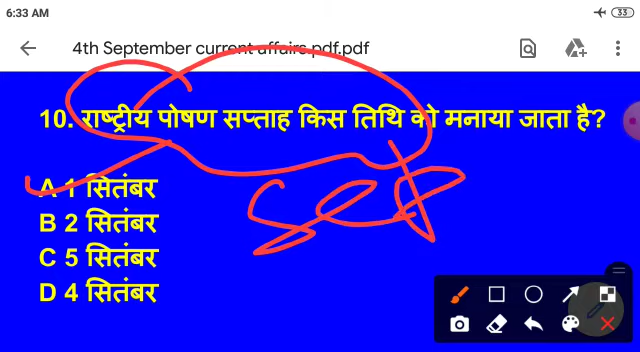 6:33 AM
33
4th September current affairs.pdf.pdf
10. राष्ट्रीय पोषण सप्ताह किस तिथि को मनाया जाता है?
A 1 सितंबर
B 2 सितंबर
sep
C 5 सितंबर
D 4 सितंबर